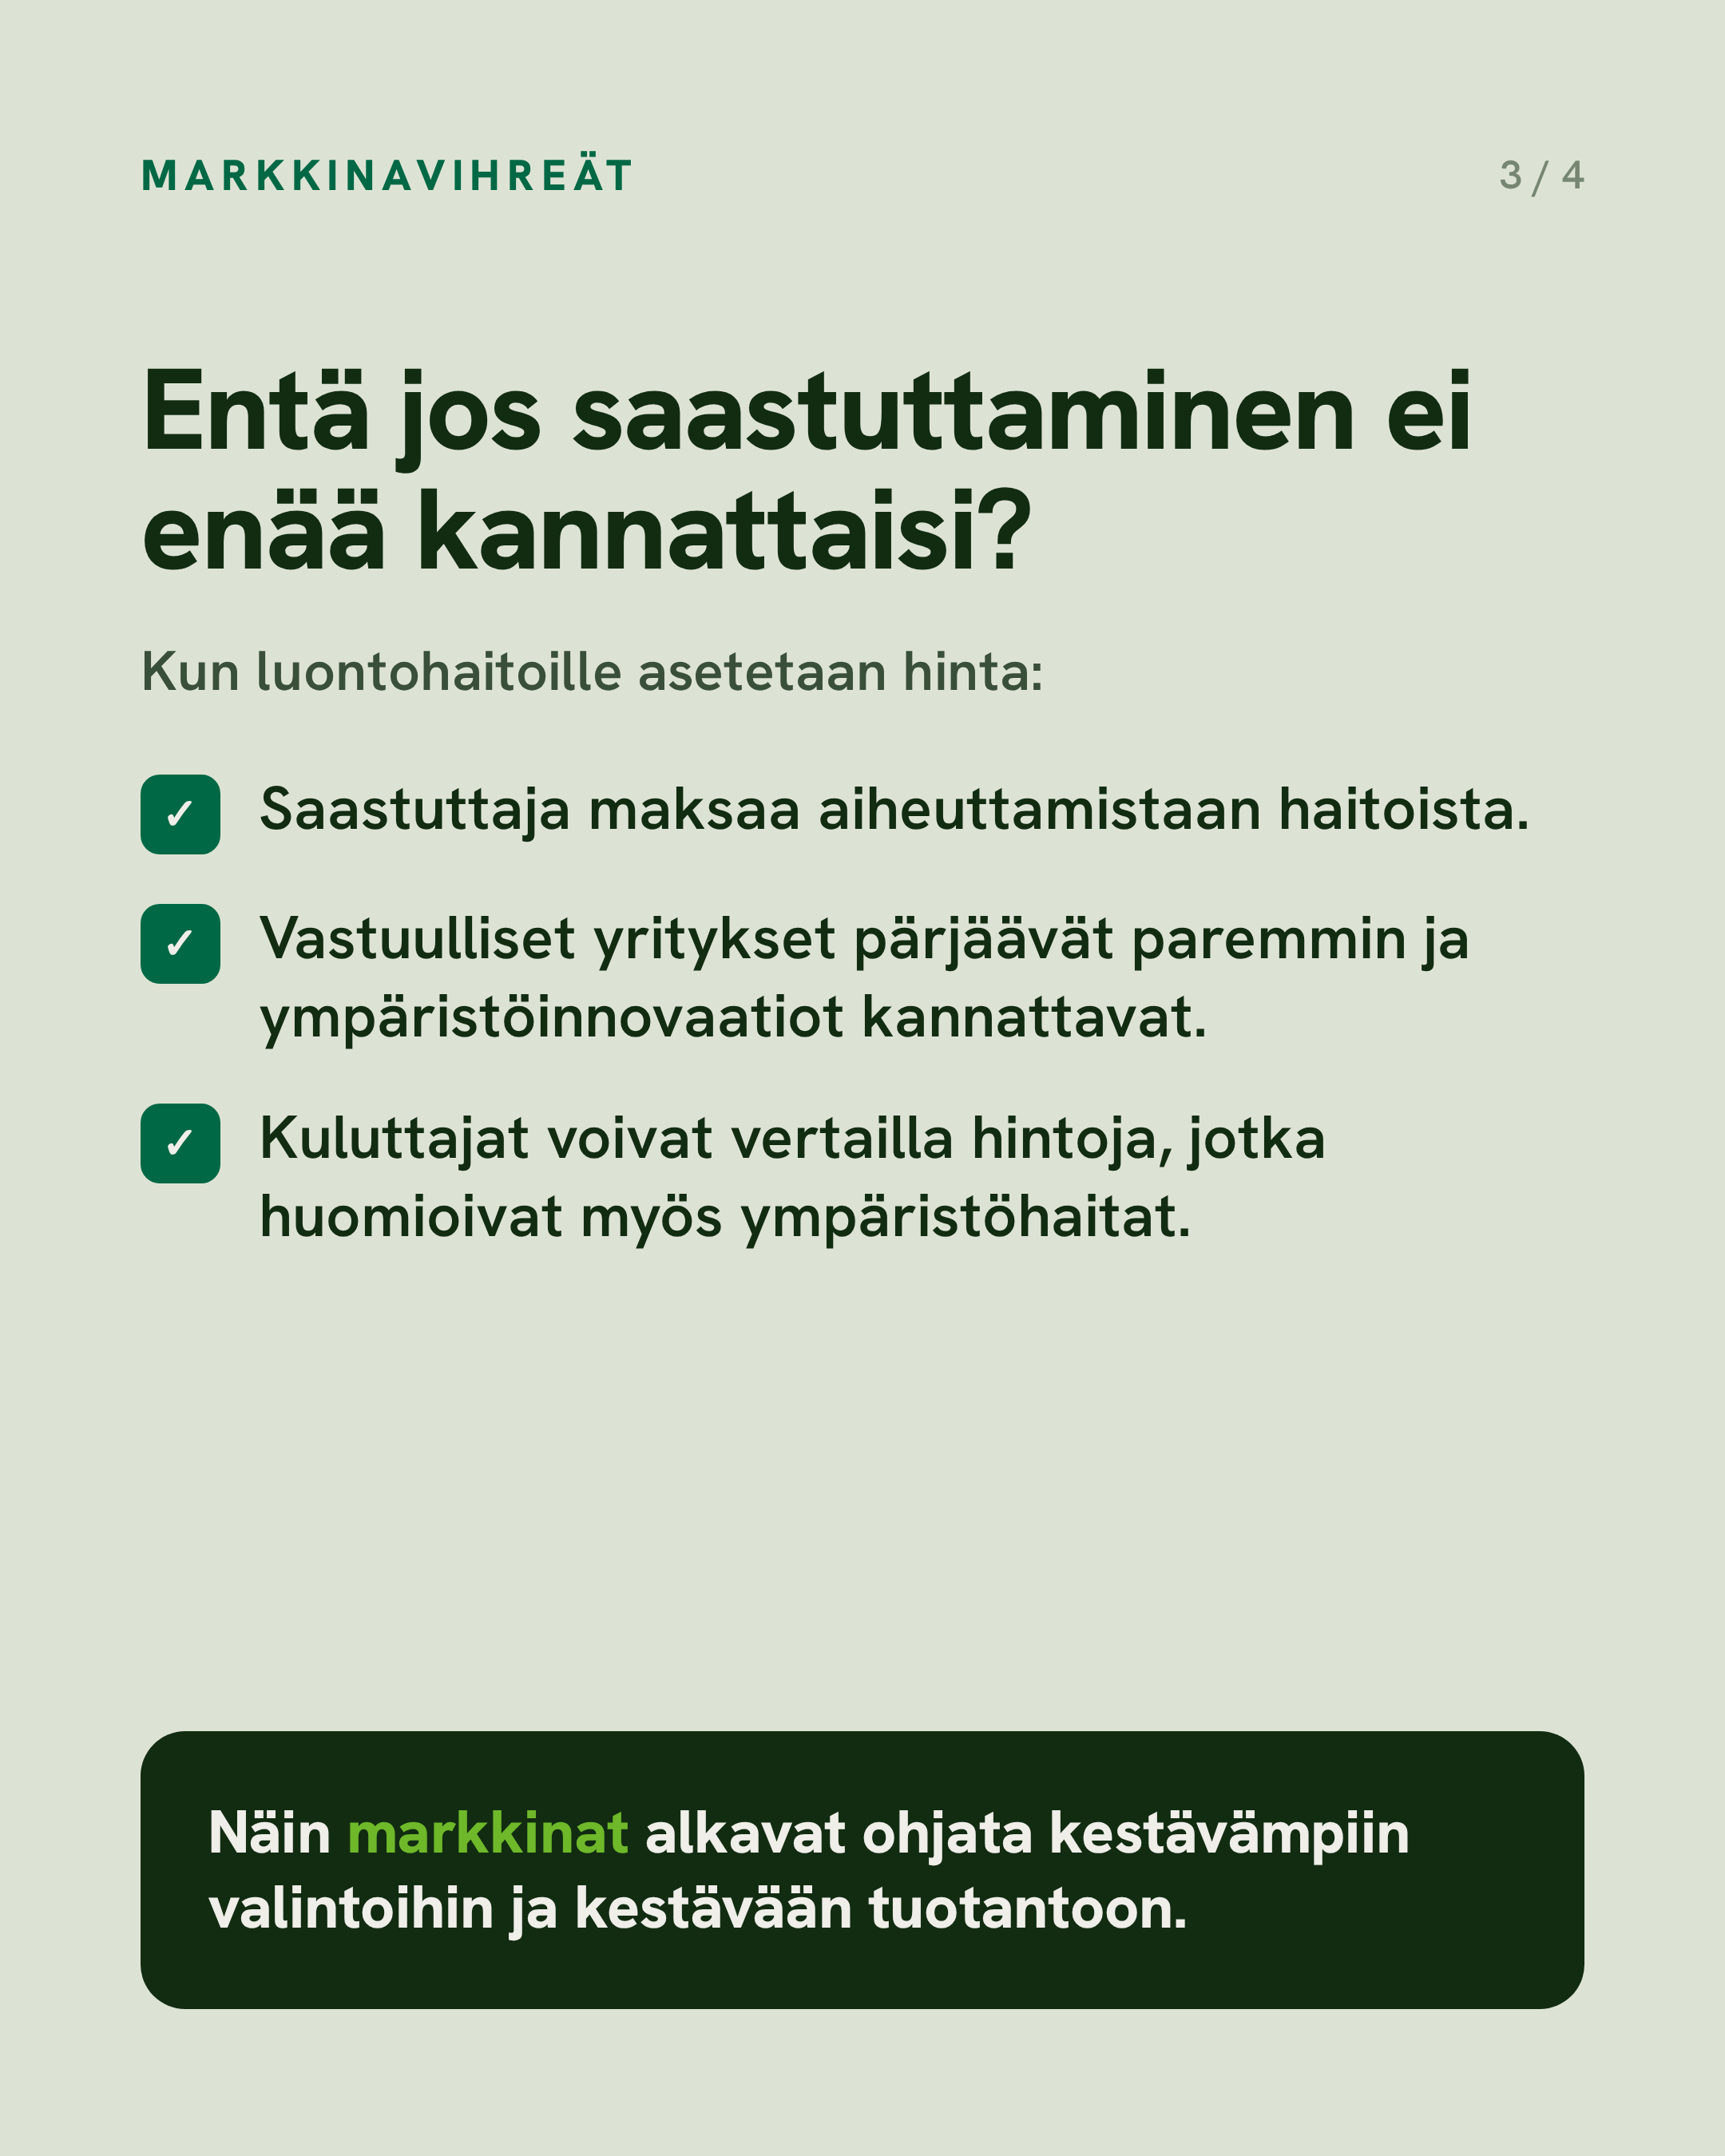 MARKKINAVIHREÄT
3 / 4
Entä jos saastuttaminen ei
enää kannattaisi?
Kun luontohaitoille asetetaan hinta:
✓ Saastuttaja maksaa aiheuttamistaan haitoista.
✓ Vastuulliset yritykset pärjäävät paremmin ja
ympäristöinnovaatiot kannattavat.
✓ Kuluttajat voivat vertailla hintoja, jotka
huomioivat myös ympäristöhaitat.
Näin markkinat alkavat ohjata kestävämpiin
valintoihin ja kestävään tuotantoon.